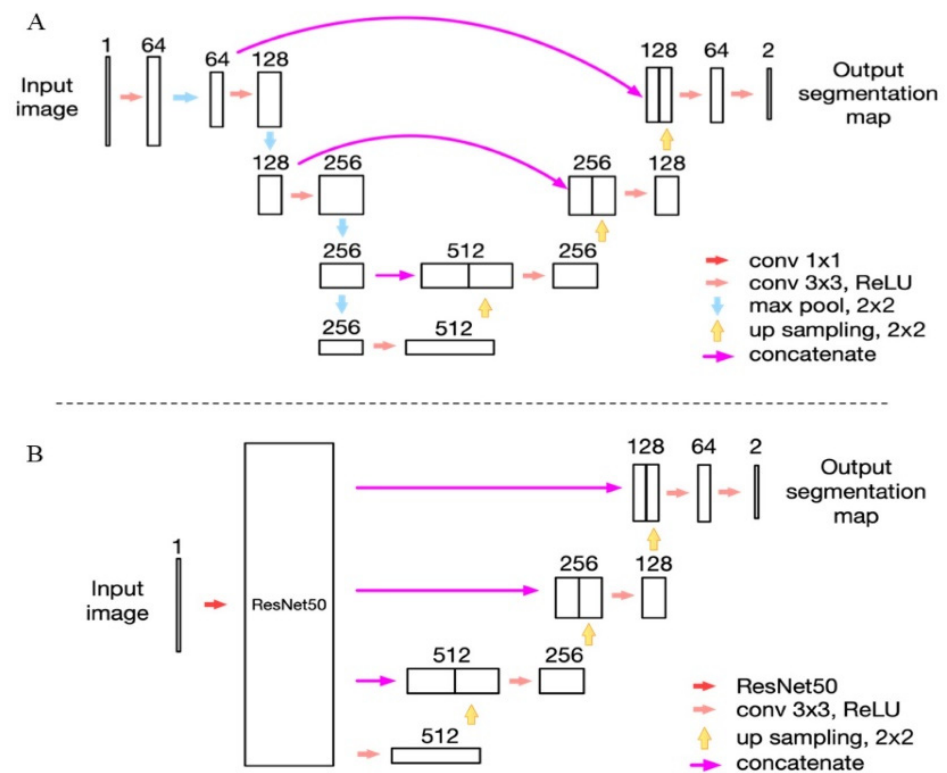 A
1
64
64
128
128
64
2
Input
image
Output
segmentation
map
128
256
256
128
256
512
256
256
512
conv 1x1
conv 3x3, ReLU
max pool, 2x2
up sampling, 2x2
concatenate
B
128
64
2
Output
segmentation
map
1
Input
image
ResNet50
256
128
512
256
512
ResNet50
conv 3x3, ReLU
up sampling, 2x2
concatenate